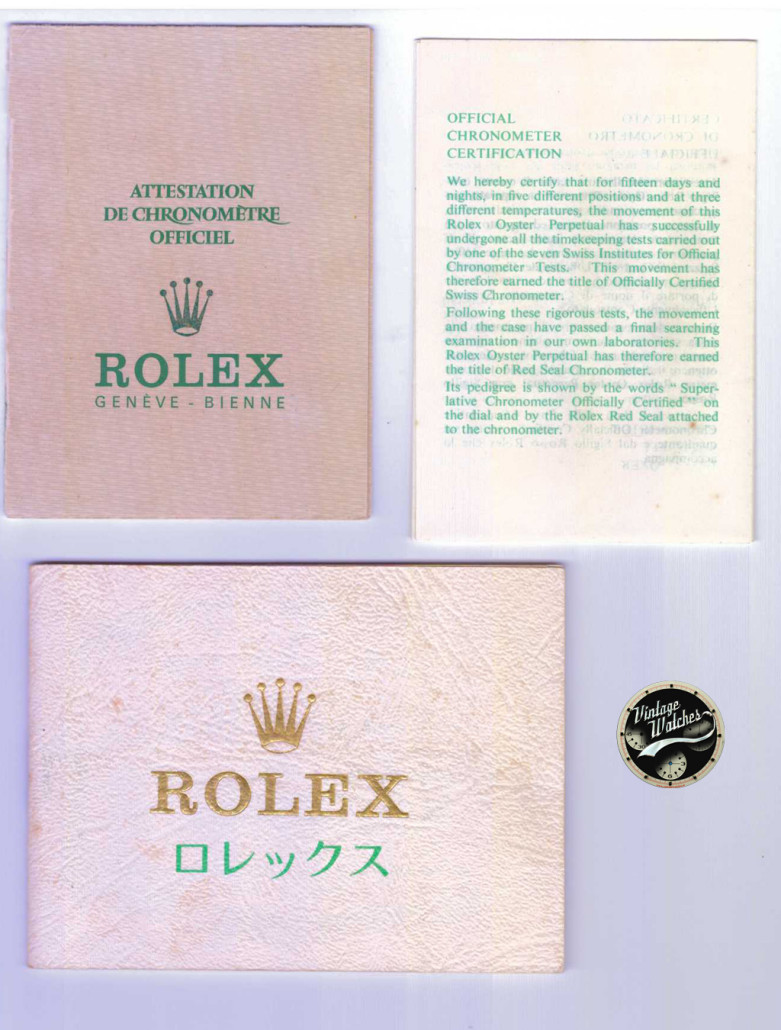 ATTESTATION
DE CHRONOMÈTRE
OFFICIEL
ROLEX
GENÈVE - BIENNE
OFFICIAL
CHRONOMETER
CERTIFICATION
We hereby certify that for fifteen days and
nights, in five different positions and at three
different temperatures, the movement of this
Rolex Oyster Perpetual has successfully
undergone all the timekeeping tests carried out
by one of the seven Swiss Institutes for Official
Chronometer Tests. This movement has
therefore earned the title of Officially Certified
Swiss Chronometer.
Following these rigorous tests, the movement
and the case have passed a final searching
examination in our own laboratories. This
Rolex Oyster Perpetual has therefore earned
the title of Red Seal Chronometer.
Its pedigree is shown by the words " Super-
lative Chronometer Officially Certified " on
the dial and by the Rolex Red Seal attached
to the chronometer.
ROLEX
ロレックス
Vintage
Watches